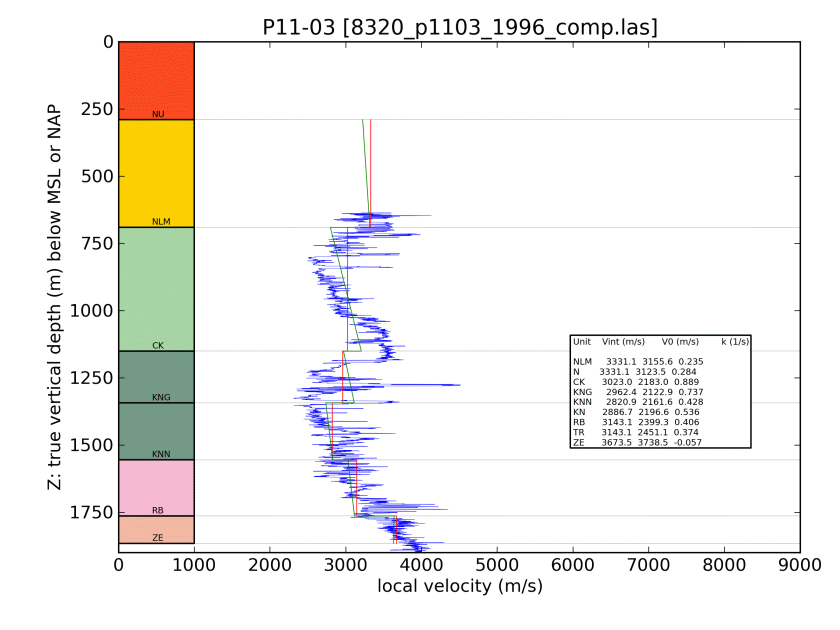 P11-03 [8320_p1103_1996_comp.las]
Z: true vertical depth (m) below MSL or NAP
0
250
500
750
1000
1250
1500
1750
NU
NLM
CK
KNG
KNN
RB
ZE
Unit Vint (m/s) V0 (m/s) k (1/s)
NLM 3331.1 3155.6 0.235
N 3331.1 3123.5 0.284
CK 3023.0 2183.0 0.889
KNG 2962.4 2122.9 0.737
KNN 2820.9 2161.6 0.428
KN 2886.7 2196.6 0.536
RB 3143.1 2399.3 0.406
TR 3143.1 2451.1 0.374
ZE 3673.5 3738.5 -0.057
0 1000 2000 3000 4000 5000 6000 7000 8000 9000
local velocity (m/s)